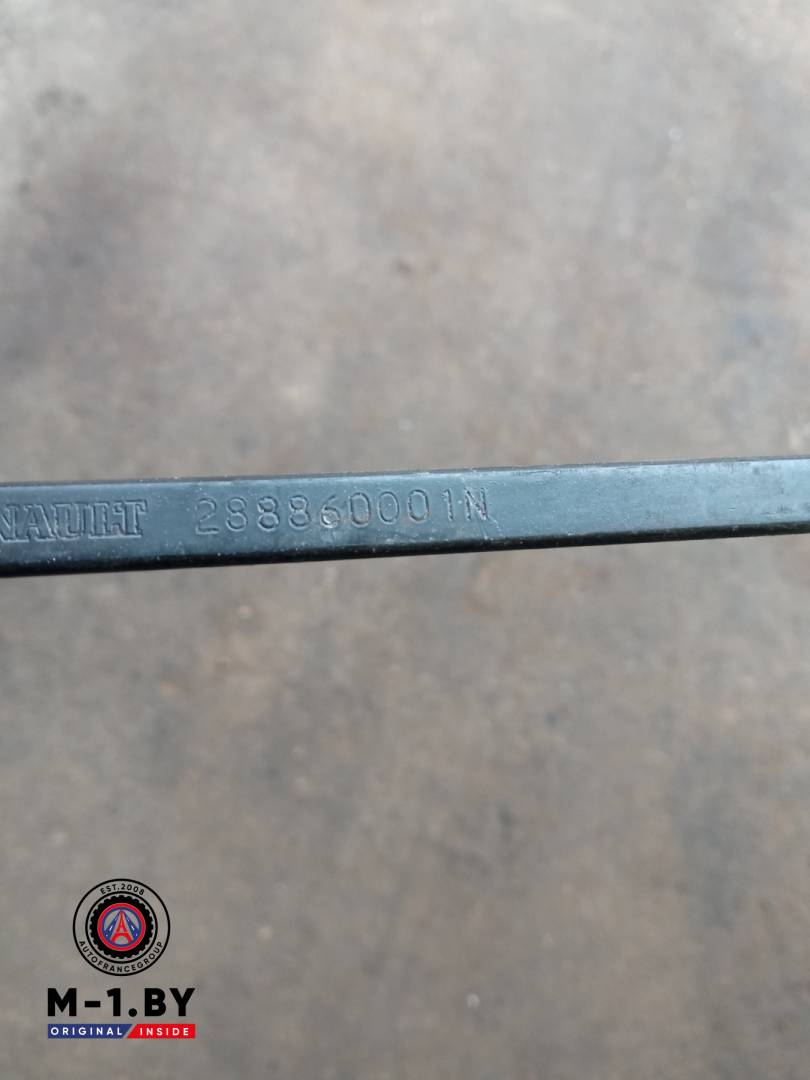 NAULT 288860001N
EST.2008
AUTOFRANCEGROUP
M-1.BY
ORIGINAL INSIDE